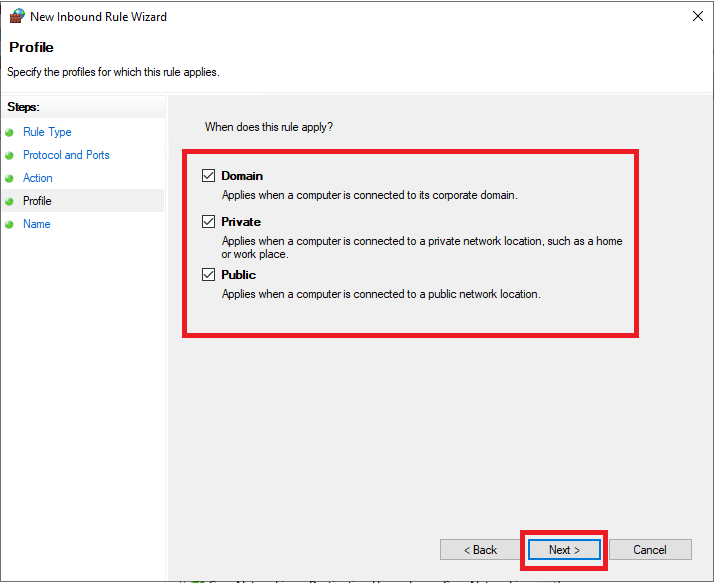 New Inbound Rule Wizard
Profile
Specify the profiles for which this rule applies.
Steps:
Rule Type
Protocol and Ports
Action
Profile
Name
When does this rule apply?
Domain
Applies when a computer is connected to its corporate domain.
Private
Applies when a computer is connected to a private network location, such as a home
or work place.
Public
Applies when a computer is connected to a public network location.
< Back
Next >
Cancel